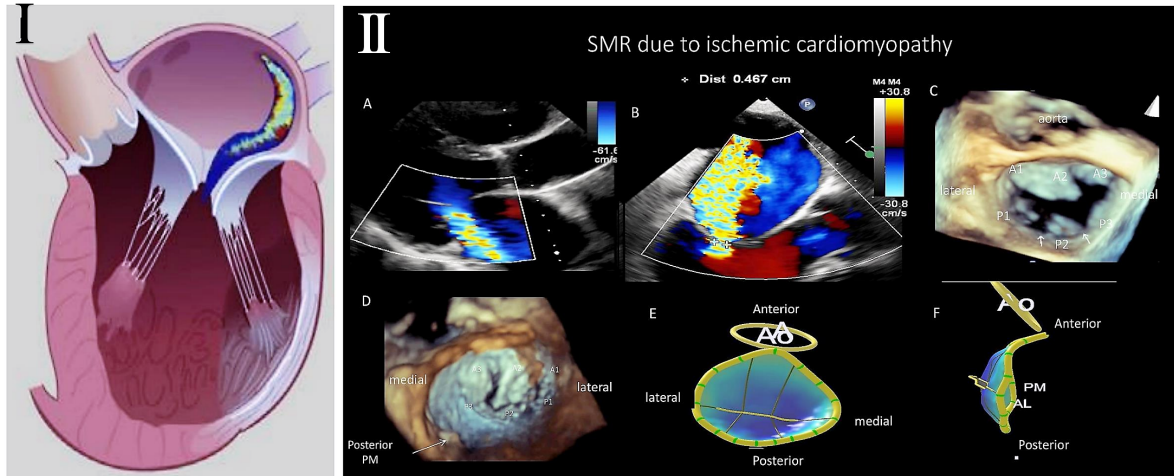 I
II
SMR due to ischemic cardiomyopathy
A
-61.6
cm/s
Dist 0.467 cm
B
P
M4 M4
+30.8
-30.8
cm/s
C
aorta
A1
A2
A3
lateral
medial
P1
P2
P3
D
medial
A3
A1
lateral
P3
P2
P1
Posterior
PM
E
Anterior
A
Ao
lateral
medial
Posterior
F
Ao
Anterior
PM
AL
Posterior